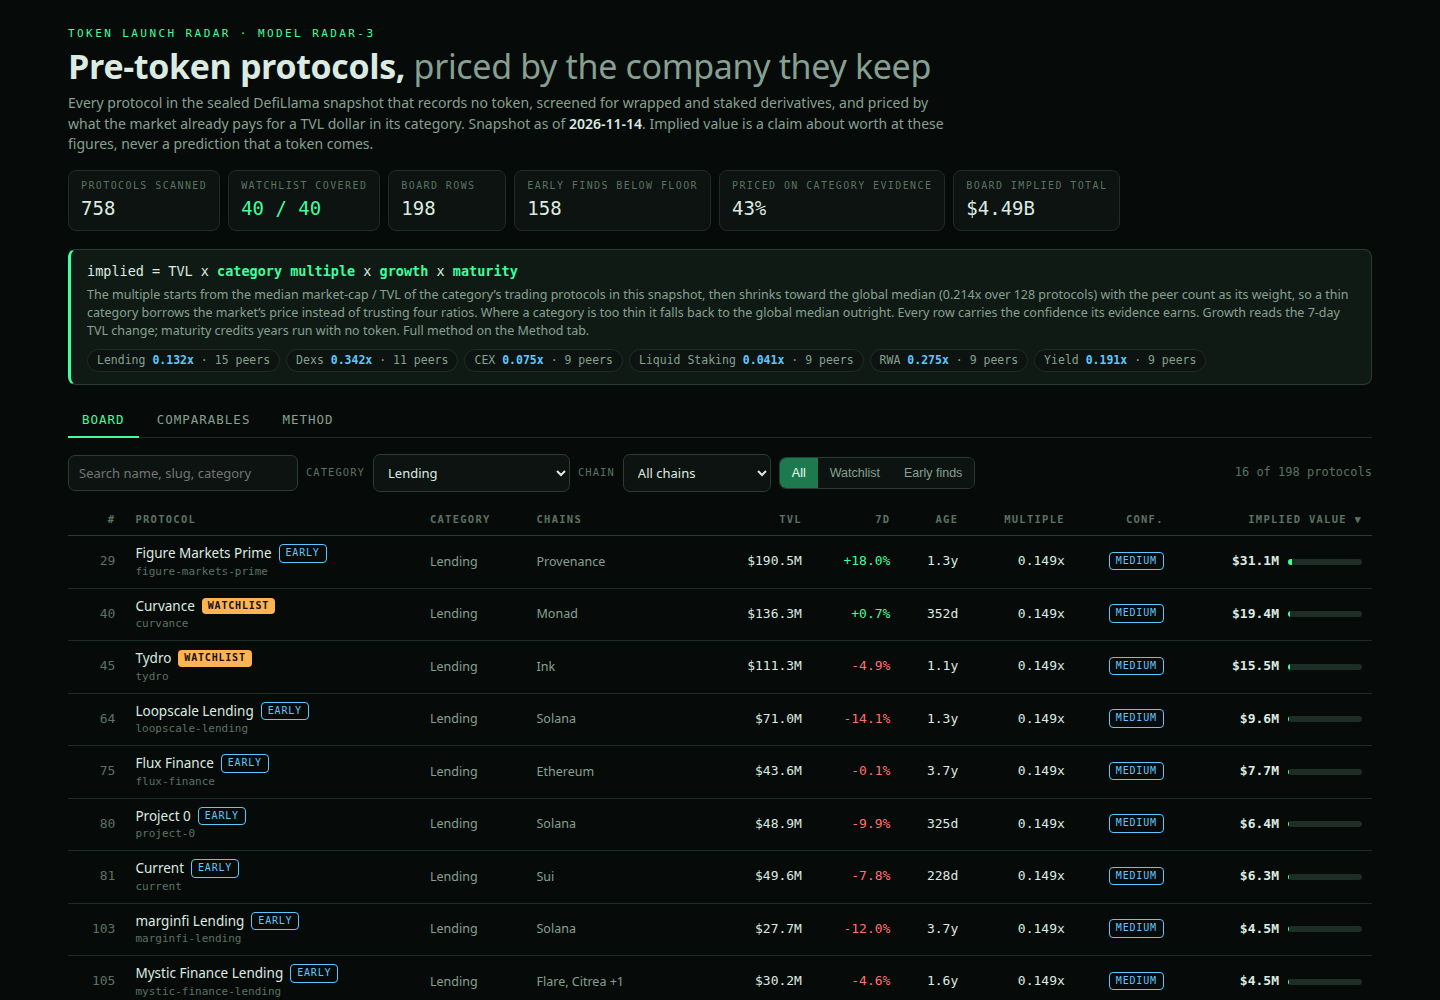 TOKEN LAUNCH RADAR · MODEL RADAR-3
Pre-token protocols, priced by the company they keep
Every protocol in the sealed DefiLlama snapshot that records no token, screened for wrapped and staked derivatives, and priced by
what the market already pays for a TVL dollar in its category. Snapshot as of 2026-11-14. Implied value is a claim about worth at these
figures, never a prediction that a token comes.
PROTOCOLS SCANNED WATCHLIST COVERED BOARD ROWS EARLY FINDS BELOW FLOOR PRICED ON CATEGORY EVIDENCE BOARD IMPLIED TOTAL
758 40 / 40 198 158 43% $4.49B
implied = TVL x category multiple x growth x maturity
The multiple starts from the median market-cap / TVL of the category's trading protocols in this snapshot, then shrinks toward the global median (0.214x over 128 protocols) with the peer count as its weight, so a thin
category borrows the market's price instead of trusting four ratios. Where a category is too thin it falls back to the global median outright. Every row carries the confidence its evidence earns. Growth reads the 7-day
TVL change; maturity credits years run with no token. Full method on the Method tab.
Lending 0.132x · 15 peers Dexs 0.342x · 11 peers CEX 0.075x · 9 peers Liquid Staking 0.041x · 9 peers RWA 0.275x · 9 peers Yield 0.191x · 9 peers
BOARD COMPARABLES METHOD
Search name, slug, category CATEGORY Lending CHAIN All chains All Watchlist Early finds 16 of 198 protocols
# PROTOCOL CATEGORY CHAINS TVL 7D AGE MULTIPLE CONF. IMPLIED VALUE ▼
29 Figure Markets Prime EARLY Lending Provenance $190.5M +18.0% 1.3y 0.149x MEDIUM $31.1M
figure-markets-prime
40 Curvance WATCHLIST Lending Monad $136.3M +0.7% 352d 0.149x MEDIUM $19.4M
curvance
45 Tydro WATCHLIST Lending Ink $111.3M -4.9% 1.1y 0.149x MEDIUM $15.5M
tydro
64 Loopscale Lending EARLY Lending Solana $71.0M -14.1% 1.3y 0.149x MEDIUM $9.6M
loopscale-lending
75 Flux Finance EARLY Lending Ethereum $43.6M -0.1% 3.7y 0.149x MEDIUM $7.7M
flux-finance
80 Project 0 EARLY Lending Solana $48.9M -9.9% 325d 0.149x MEDIUM $6.4M
project-0
81 Current EARLY Lending Sui $49.6M -7.8% 228d 0.149x MEDIUM $6.3M
current
103 marginfi Lending EARLY Lending Solana $27.7M -12.0% 3.7y 0.149x MEDIUM $4.5M
marginfi-lending
105 Mystic Finance Lending EARLY Lending Flare, Citrea +1 $30.2M -4.6% 1.6y 0.149x MEDIUM $4.5M
mystic-finance-lending